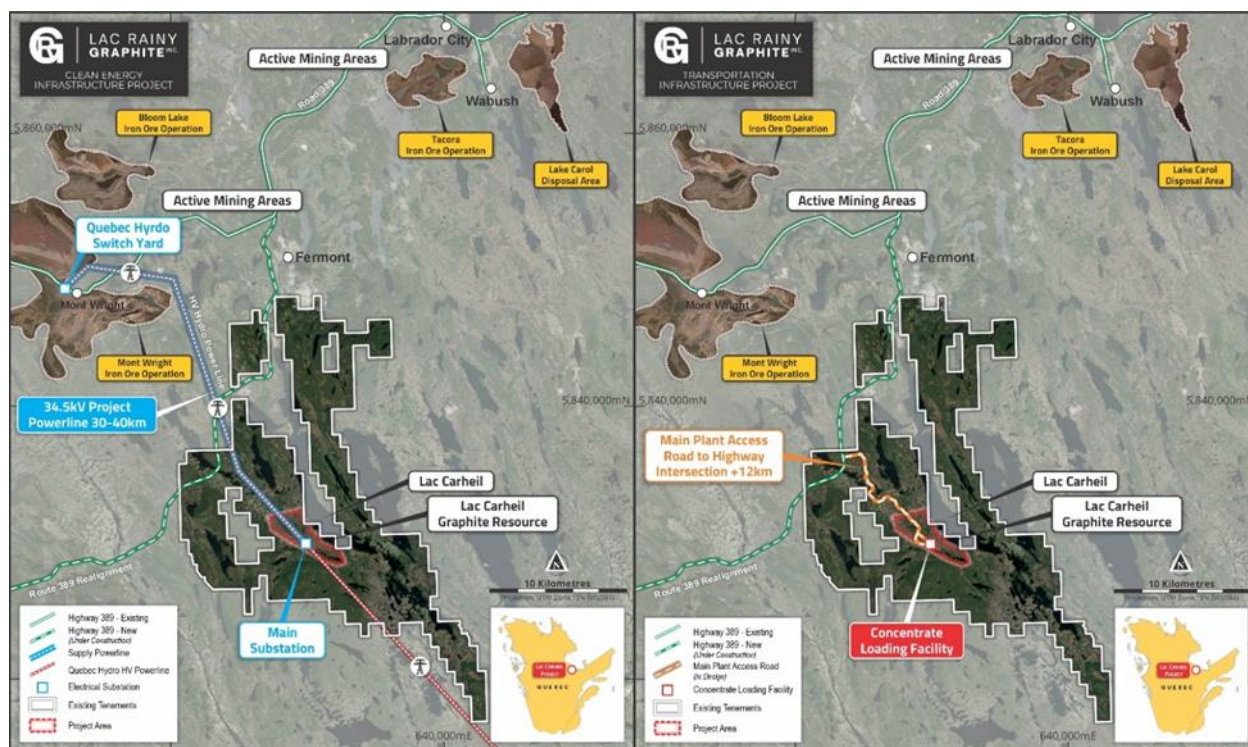 LAC RAINY
GRAPHITE INC.
CLEAN ENERGY
INFRASTRUCTURE PROJECT
Active Mining Areas
Labrador City
Wabush
Road 389
Bloom Lake
Iron Ore Operation
5,860,000mN
Tacora
Iron Ore Operation
Lake Carol
Disposal Area
Active Mining Areas
Quebec Hyrdo
Switch Yard
Fermont
Mont Wright
HV Hydro Power Line
Mont Wright
Iron Ore Operation
34.5kV Project
Powerline 30-40km
5,840,000mN
Lac Carheil
Lac Carheil
Graphite Resource
Route 389 Realignment
Main
Substation
10 Kilometres
640,000mE
Highway 389 - Existing
Highway 389 - New
(Under Construction)
Supply Powerline
Quebec Hydro HV Powerline
Electrical Substation
Existing Tenements
Project Area
Lac Carheil
Project
QUEBEC
LAC RAINY
GRAPHITE INC.
TRANSPORTATION
INFRASTRUCTURE PROJECT
Active Mining Areas
Labrador City
Wabush
Road 389
Bloom Lake
Iron Ore Operation
5,860,000mN
Tacora
Iron Ore Operation
Lake Carol
Disposal Area
Active Mining Areas
Fermont
Mont Wright
Mont Wright
Iron Ore Operation
5,840,000mN
Main Plant Access
Road to Highway
Intersection +12km
Lac Carheil
Lac Carheil
Graphite Resource
Route 389 Realignment
Concentrate
Loading Facility
10 Kilometres
640,000mE
Highway 389 - Existing
Highway 389 - New
(Under Construction)
Main Plant Access Road
(In Design)
Concentrate Loading Facility
Existing Tenements
Project Area
Lac Carheil
Project
QUEBEC